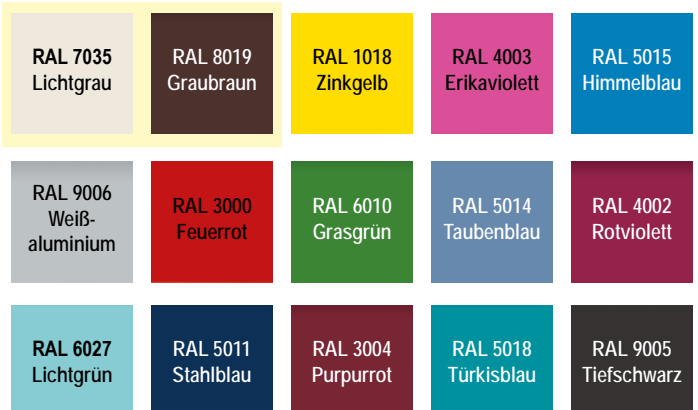 RAL 7035
Lichtgrau
RAL 8019
Graubraun
RAL 1018
Zinkgelb
RAL 4003
Erikaviolett
RAL 5015
Himmelblau
RAL 9006
Weiß-
aluminium
RAL 3000
Feuerrot
RAL 6010
Grasgrün
RAL 5014
Taubenblau
RAL 4002
Rotviolett
RAL 6027
Lichtgrün
RAL 5011
Stahlblau
RAL 3004
Purpurrot
RAL 5018
Türkisblau
RAL 9005
Tiefschwarz